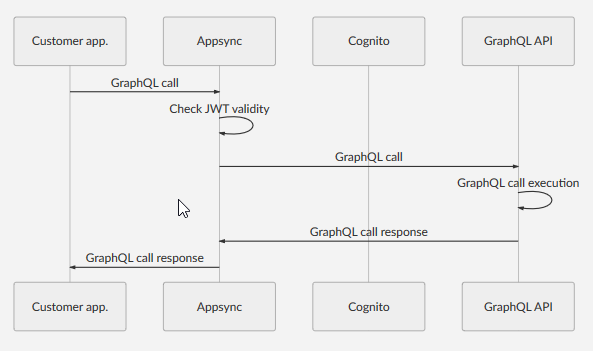 Customer app.
Appsync
Cognito
GraphQL API
GraphQL call
Check JWT validity
GraphQL call
GraphQL call execution
GraphQL call response
GraphQL call response
Customer app.
Appsync
Cognito
GraphQL API